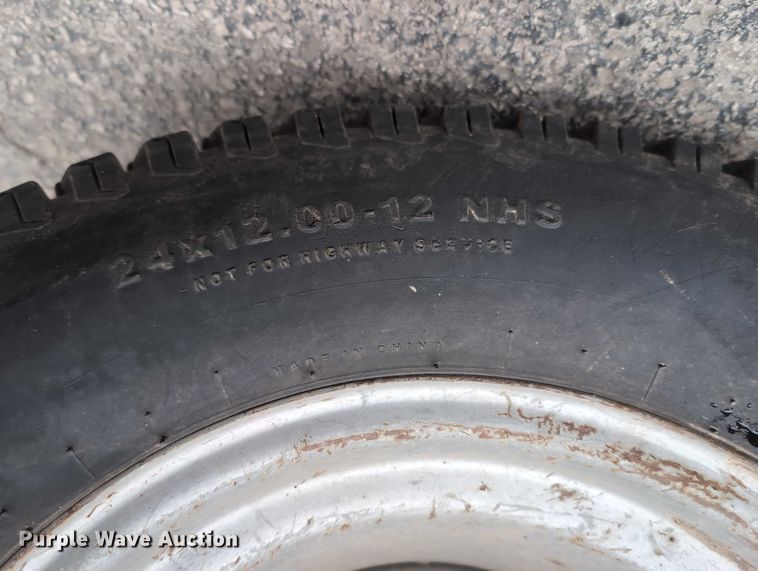 24X12.00-12 NHS
NOT FOR HIGHWAY SERVICE
MADE IN CHINA
Purple Wave Auction